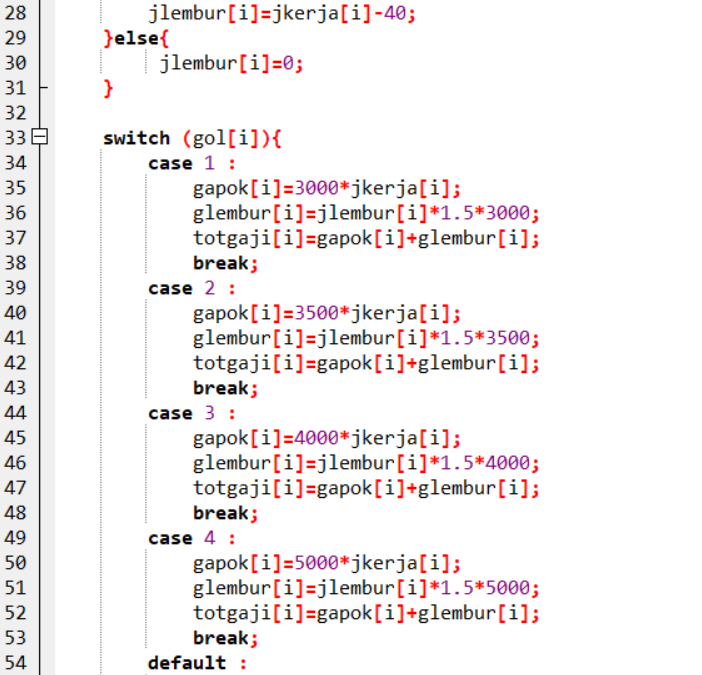 28 jlembur[i]=jkerja[i]-40;
29 }else{
30 jlembur[i]=0;
31 }
32
33 switch (gol[i]){
34 case 1 :
35 gapok[i]=3000*jkerja[i];
36 glembur[i]=jlembur[i]*1.5*3000;
37 totgaji[i]=gapok[i]+glembur[i];
38 break;
39 case 2 :
40 gapok[i]=3500*jkerja[i];
41 glembur[i]=jlembur[i]*1.5*3500;
42 totgaji[i]=gapok[i]+glembur[i];
43 break;
44 case 3 :
45 gapok[i]=4000*jkerja[i];
46 glembur[i]=jlembur[i]*1.5*4000;
47 totgaji[i]=gapok[i]+glembur[i];
48 break;
49 case 4 :
50 gapok[i]=5000*jkerja[i];
51 glembur[i]=jlembur[i]*1.5*5000;
52 totgaji[i]=gapok[i]+glembur[i];
53 break;
54 default :